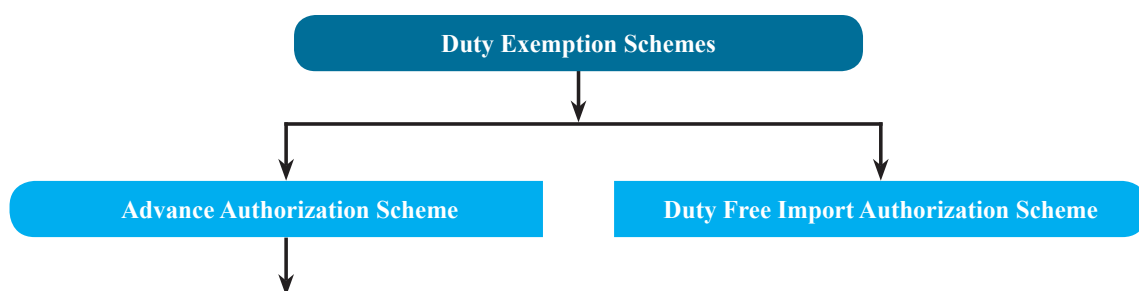 Duty Exemption Schemes
Advance Authorization Scheme
Duty Free Import Authorization Scheme